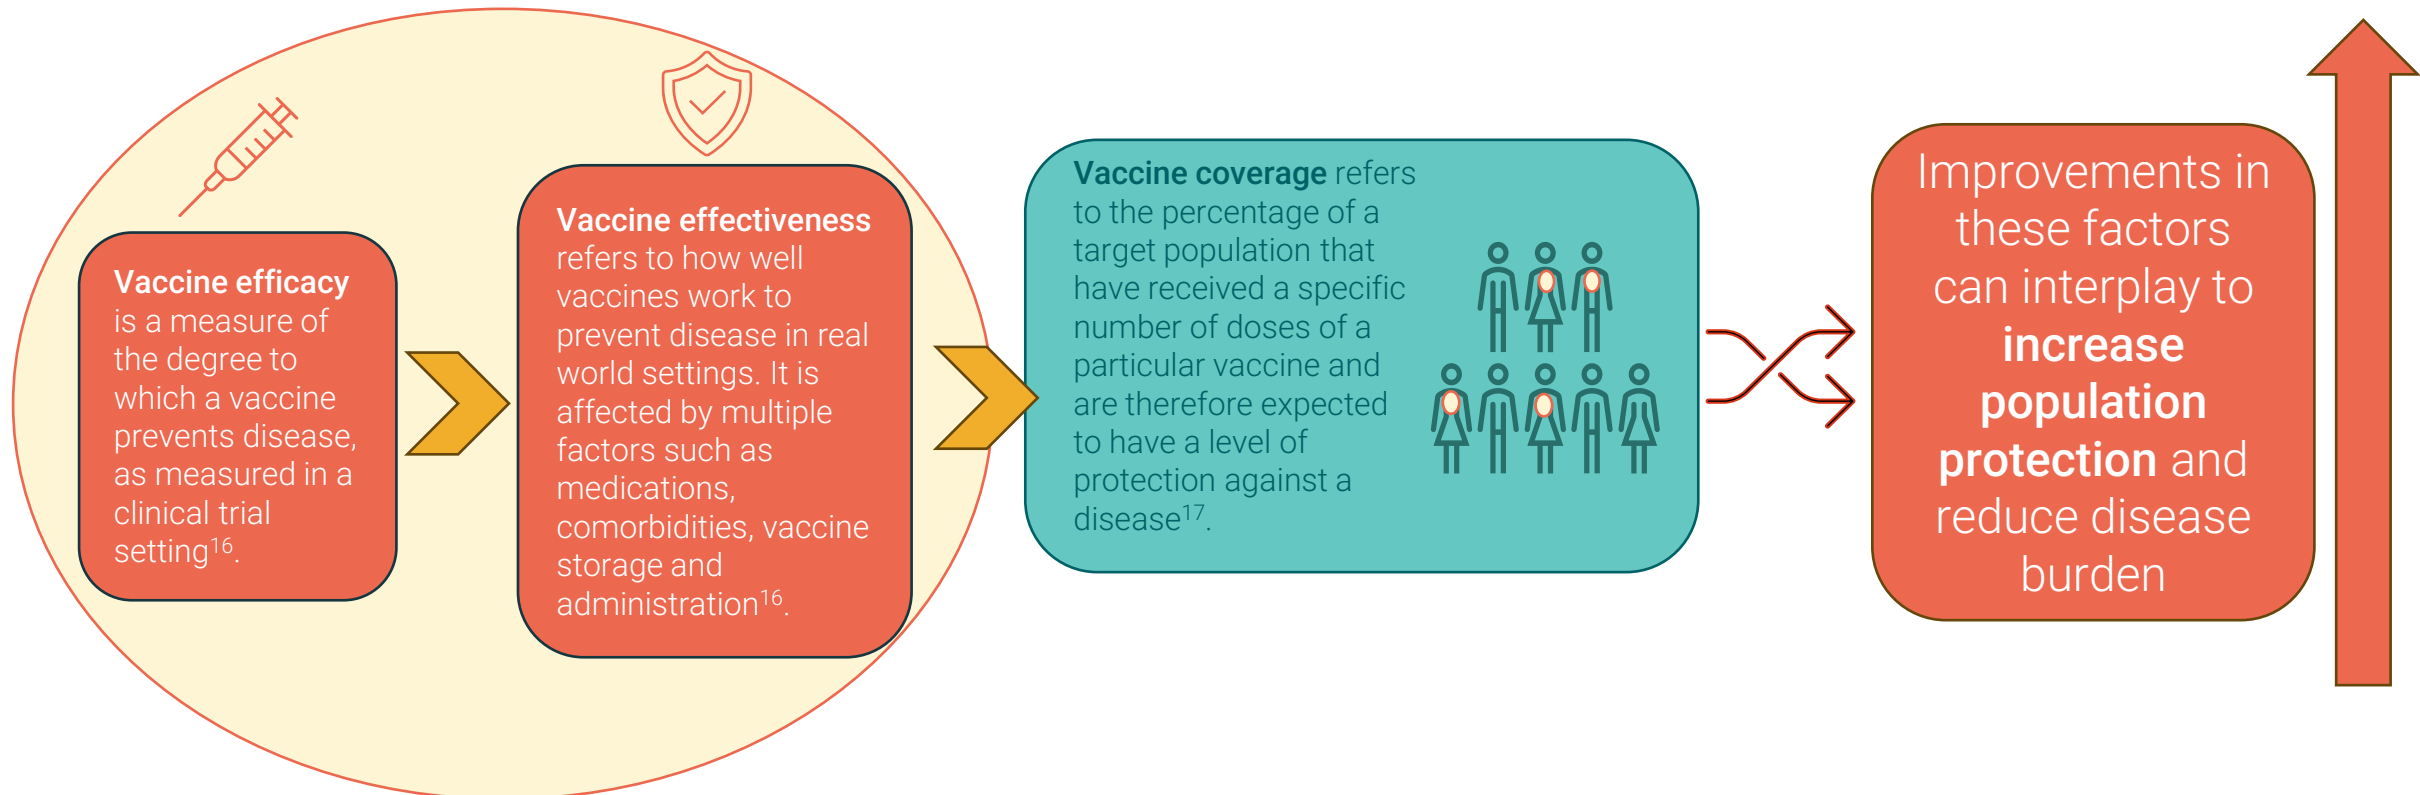 Vaccine efficacy
is a measure of
the degree to
which a vaccine
prevents disease,
as measured in a
clinical trial
setting¹⁶.
Vaccine effectiveness
refers to how well
vaccines work to
prevent disease in real
world settings. It is
affected by multiple
factors such as
medications,
comorbidities, vaccine
storage and
administration¹⁶.
Vaccine coverage refers
to the percentage of a
target population that
have received a specific
number of doses of a
particular vaccine and
are therefore expected
to have a level of
protection against a
disease¹⁷.
Improvements in
these factors
can interplay to
increase
population
protection and
reduce disease
burden